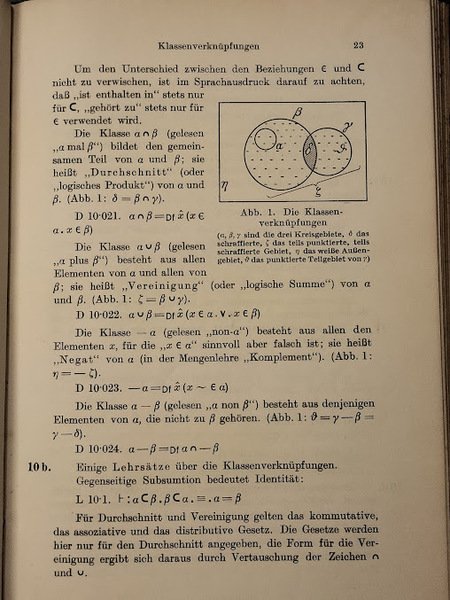 Klassenverknüpfungen 23
Um den Unterschied zwischen den Beziehungen ϵ und ⊂
nicht zu verwischen, ist im Sprachausdruck darauf zu achten,
daß „ist enthalten in“ stets nur
für ⊂, „gehört zu“ stets nur für
ϵ verwendet wird.
Die Klasse α∩β (gelesen
„α mal β“) bildet den gemein-
samen Teil von α und β; sie
heißt „Durchschnitt“ (oder
„logisches Produkt“) von α und
β. (Abb. 1: δ = β∩γ).
D 10·021. α∩β =Df x̂ (x ϵ
α . x ϵ β)
Die Klasse α∪β (gelesen
„α plus β“) besteht aus allen
Elementen von α und allen von
β α δ γ ϑ η ζ
Abb. 1. Die Klassen-
verknüpfungen
(α, β, γ sind die drei Kreisgebiete, δ das
schraffierte, ζ das teils punktierte, teils
schraffierte Gebiet, η das weiße Außen-
gebiet, ϑ das punktierte Teilgebiet von γ)
β; sie heißt „Vereinigung“ (oder „logische Summe“) von α
und β. (Abb. 1: ζ = β∪γ).
D 10·022. α∪β =Df x̂ (x ϵ α . ∨ . x ϵ β)
Die Klasse — α (gelesen „non-α“) besteht aus allen den
Elementen x, für die „x ϵ α“ sinnvoll aber falsch ist; sie heißt
„Negat“ von α (in der Mengenlehre „Komplement“). (Abb. 1:
η = — ζ).
D 10·023. —α =Df x̂ (x ∼ ϵ α)
Die Klasse α — β (gelesen „α non β“) besteht aus denjenigen
Elementen von α, die nicht zu β gehören. (Abb. 1: ϑ = γ — β =
γ — δ).
D 10·024. α—β =Df α∩—β
10b. Einige Lehrsätze über die Klassenverknüpfungen.
Gegenseitige Subsumtion bedeutet Identität:
L 10·1. ⊢ : α⊂β . β⊂α . ≡ . α = β
Für Durchschnitt und Vereinigung gelten das kommutative,
das assoziative und das distributive Gesetz. Die Gesetze werden
hier nur für den Durchschnitt angegeben, die Form für die Ver-
einigung ergibt sich daraus durch Vertauschung der Zeichen ∩
und ∪.